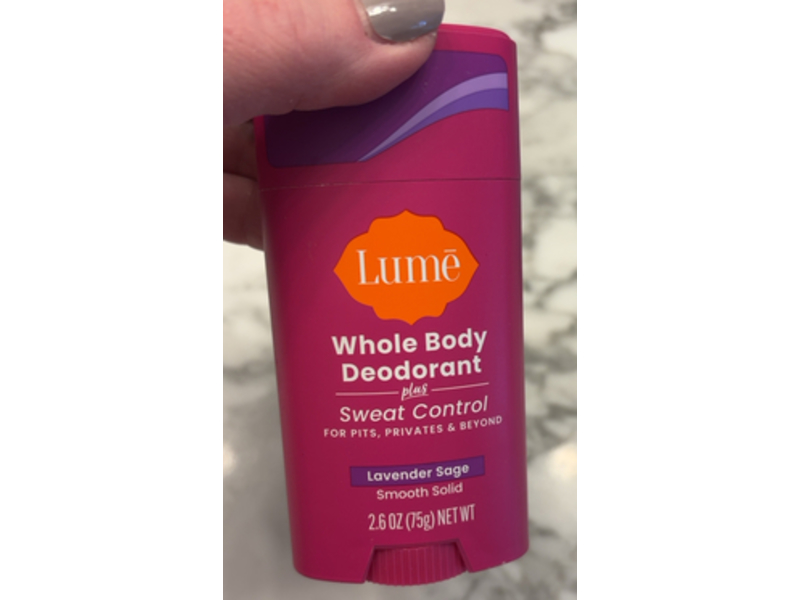 Lumē
Whole Body
Deodorant
plus
Sweat Control
FOR PITS, PRIVATES & BEYOND
Lavender Sage
Smooth Solid
2.6 OZ (75g) NET WT